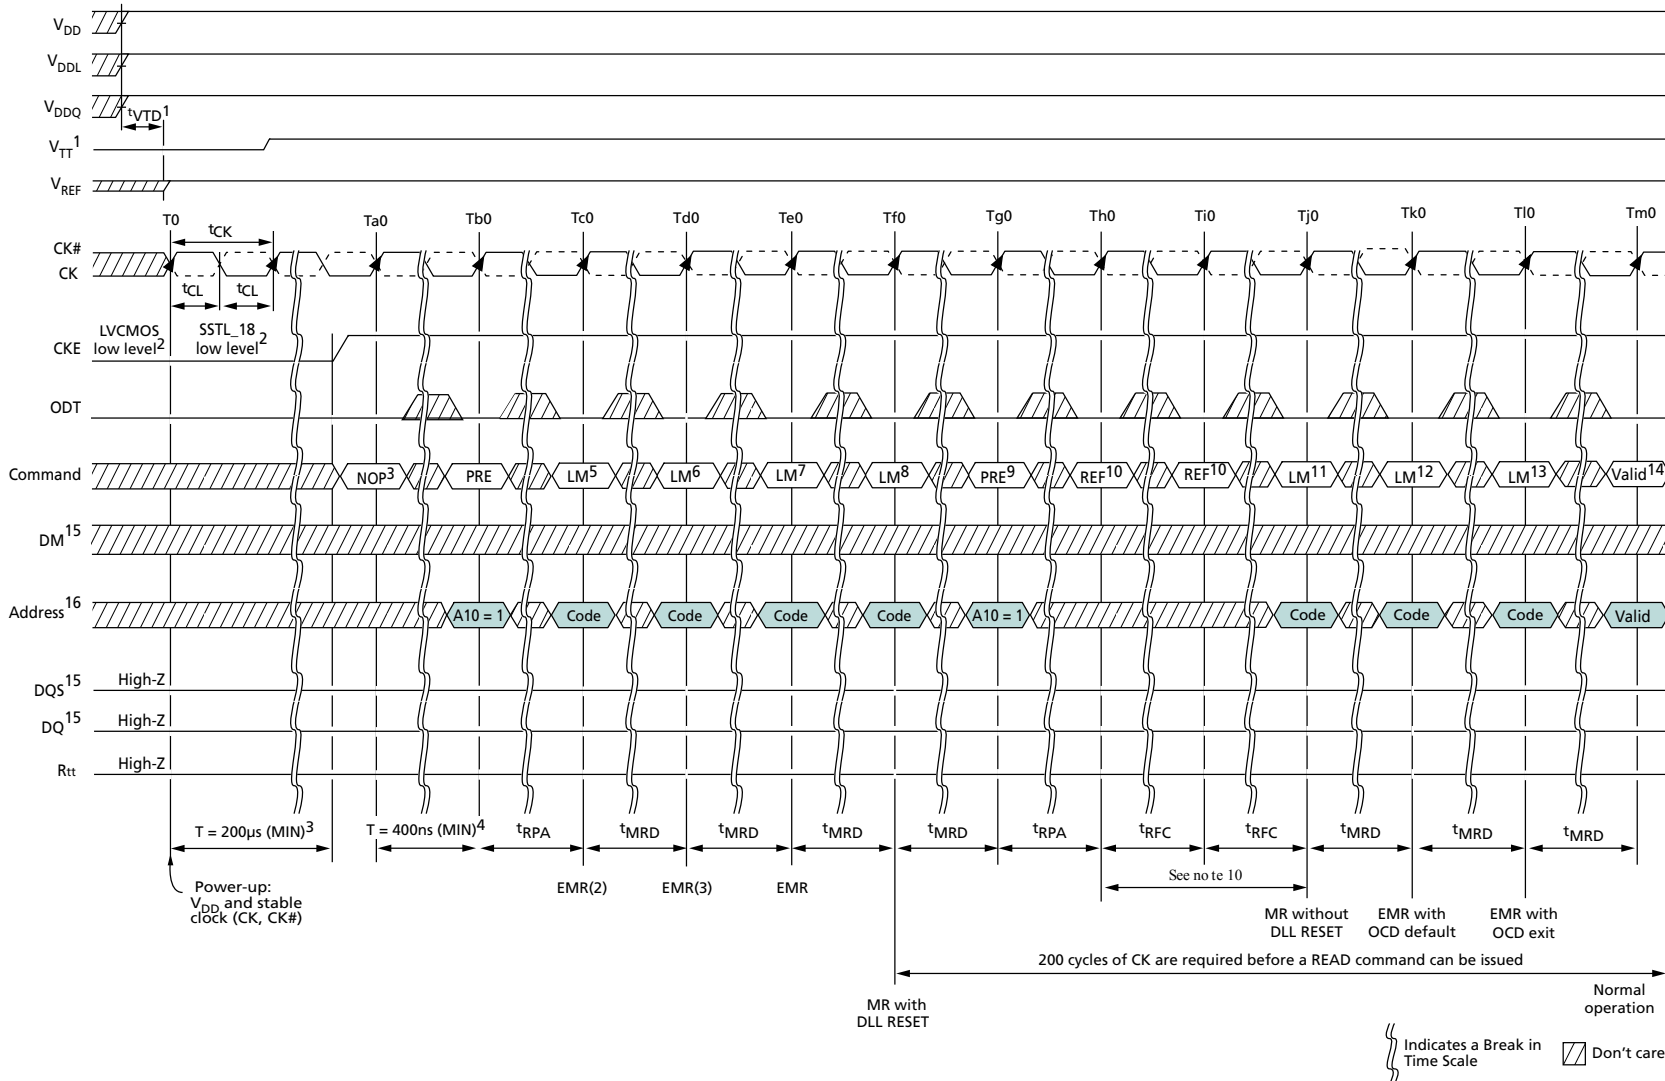 VDD
VDDL
VDDQ
tVTD1
VTT1
VREF
T0 Ta0 Tb0 Tc0 Td0 Te0 Tf0 Tg0 Th0 Ti0 Tj0 Tk0 Tl0 Tm0
tCK
CK#
CK
tCL tCL
LVCMOS low level2
SSTL_18 low level2
CKE
ODT
Command NOP3 PRE LM5 LM6 LM7 LM8 PRE9 REF10 REF10 LM11 LM12 LM13 Valid14
DM15
Address16 A10 = 1 Code Code Code Code A10 = 1 Code Code Code Valid
DQS15 High-Z
DQ15 High-Z
Rtt High-Z
T = 200µs (MIN)3 T = 400ns (MIN)4 tRPA tMRD tMRD tMRD tMRD tRPA tRFC tRFC tMRD tMRD tMRD
Power-up:
VDD and stable
clock (CK, CK#)
EMR(2) EMR(3) EMR
See no te 10
MR without
DLL RESET
EMR with
OCD default
EMR with
OCD exit
200 cycles of CK are required before a READ command can be issued
MR with
DLL RESET
Normal
operation
Indicates a Break in
Time Scale
Don't care